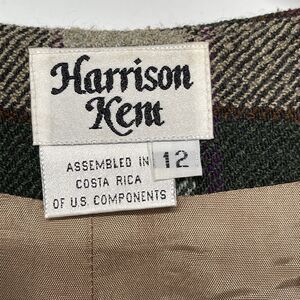 Harrison
Kent
ASSEMBLED IN
COSTA RICA
OF U.S. COMPONENTS
12